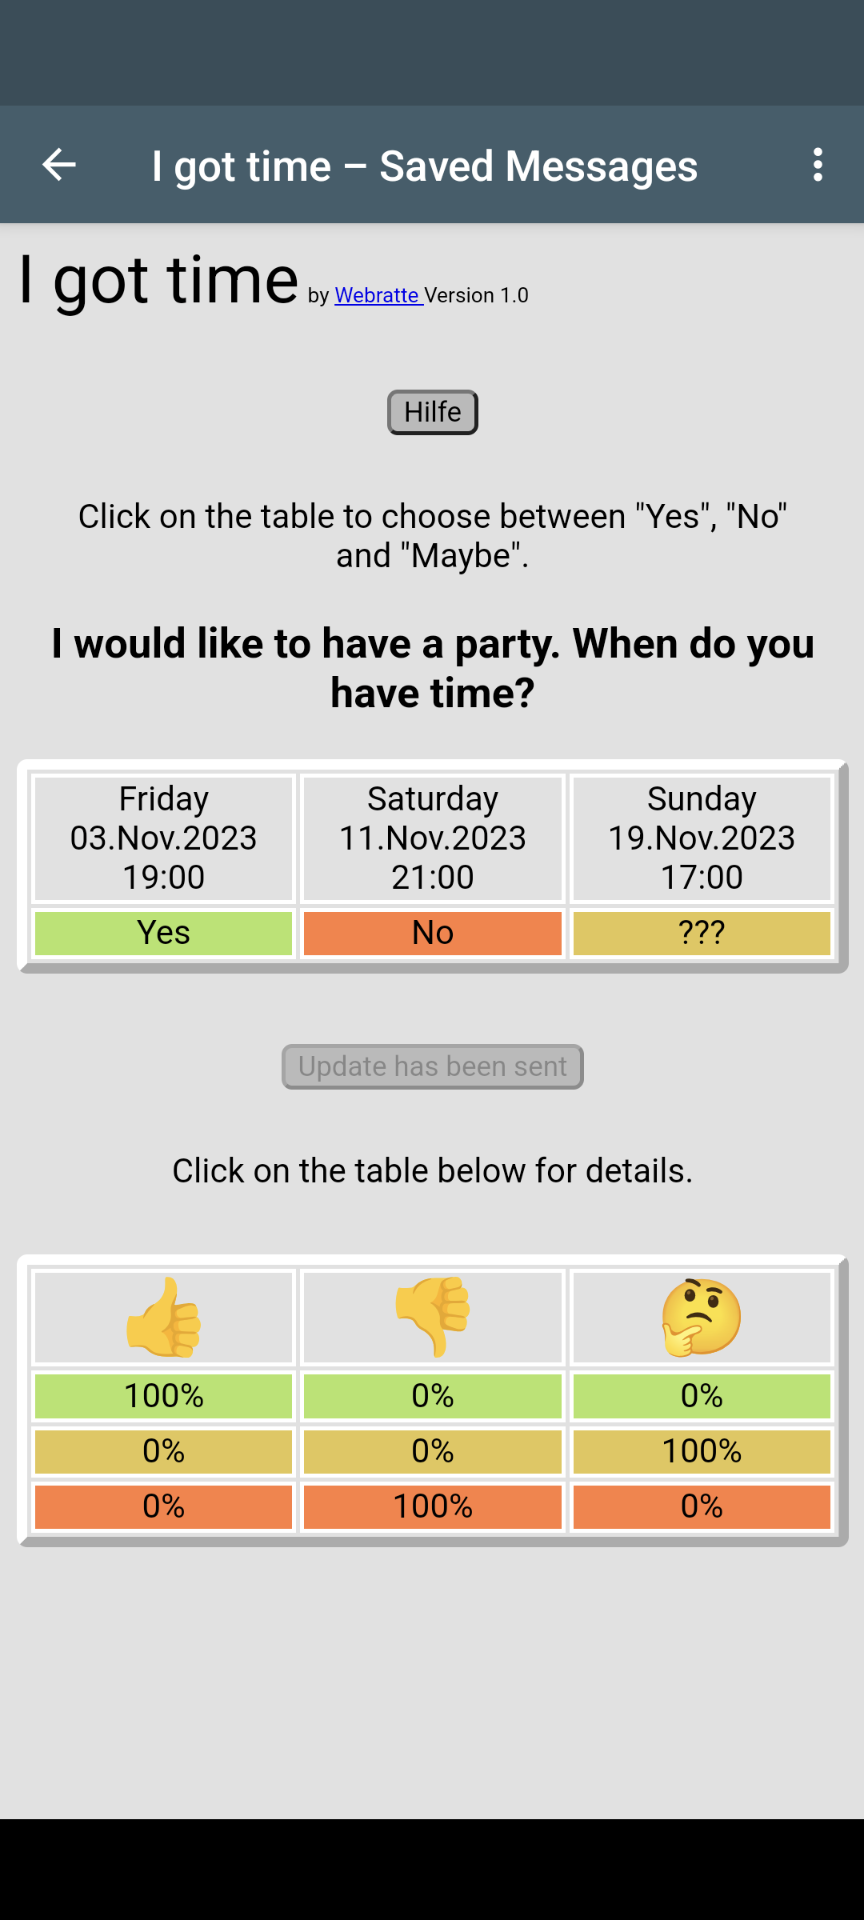 I got time – Saved Messages
I got time by Webratte Version 1.0
Hilfe
Click on the table to choose between "Yes", "No"
and "Maybe".
I would like to have a party. When do you
have time?
Friday Saturday Sunday
03.Nov.2023 11.Nov.2023 19.Nov.2023
19:00 21:00 17:00
Yes No ???
Update has been sent
Click on the table below for details.
100% 0% 0%
0% 0% 100%
0% 100% 0%